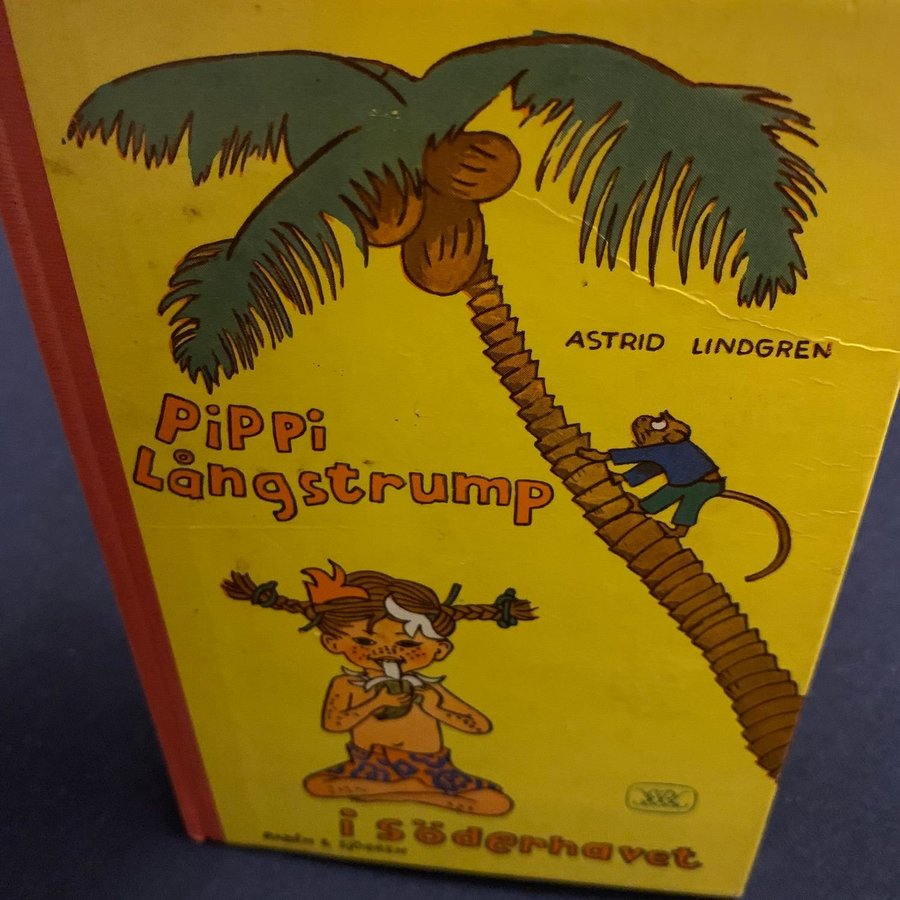 ASTRID LINDGREN
PiPPi
Långstrump
i Söderhavet